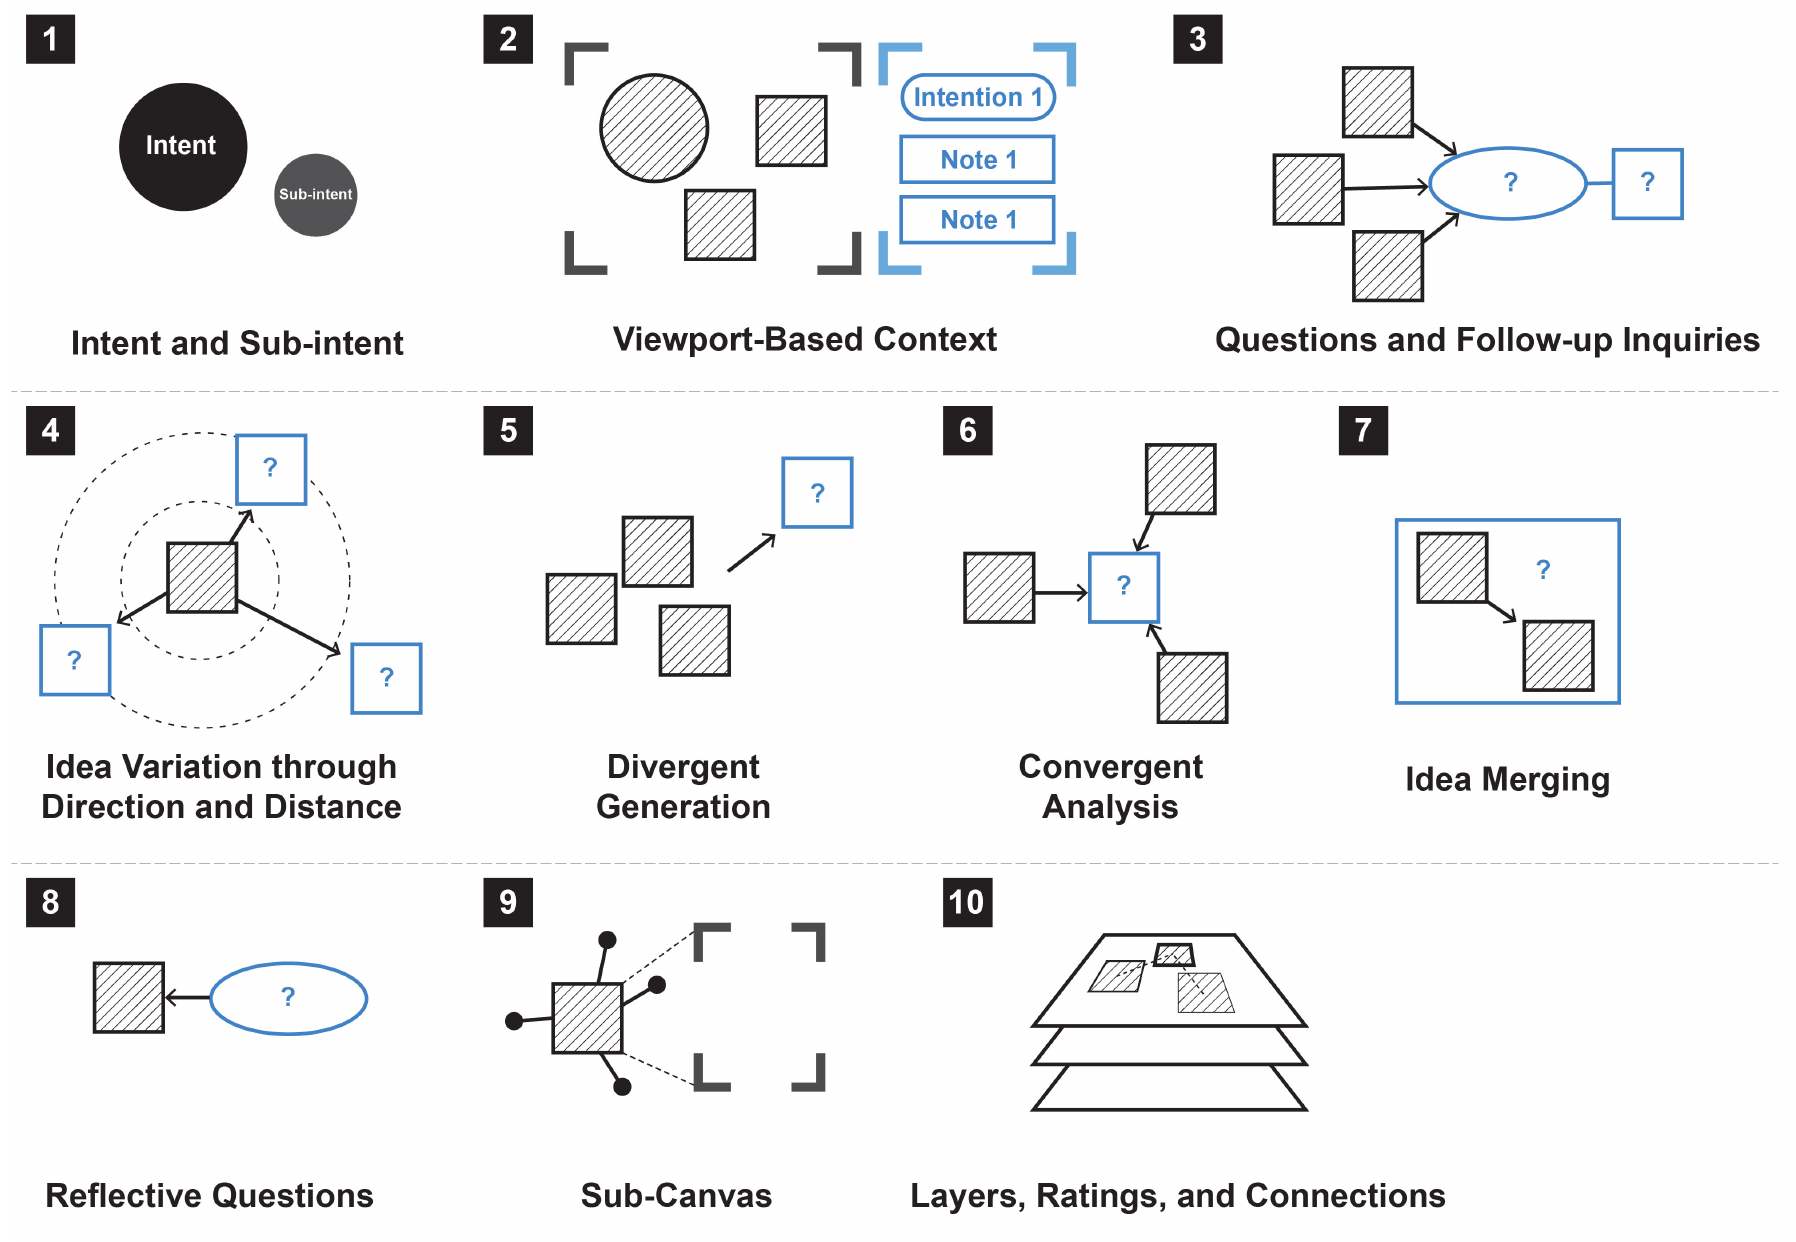 1
Intent
Sub-intent
Intent and Sub-intent
2
Intention 1
Note 1
Note 1
Viewport-Based Context
3
?
?
Questions and Follow-up Inquiries
4
?
?
?
Idea Variation through
Direction and Distance
5
?
Divergent
Generation
6
?
Convergent
Analysis
7
?
Idea Merging
8
?
Reflective Questions
9
Sub-Canvas
10
Layers, Ratings, and Connections